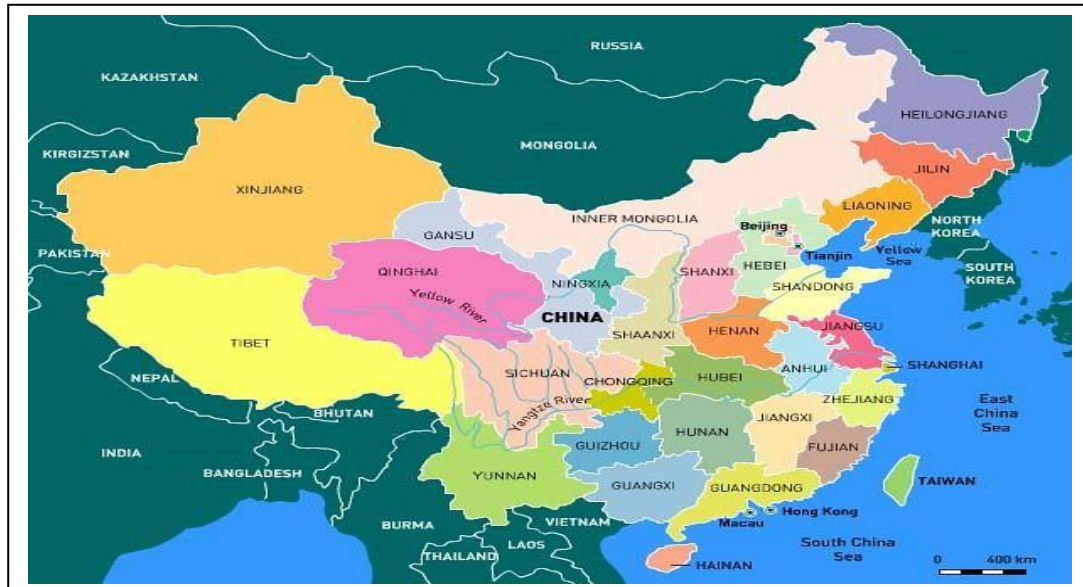 RUSSIA
KAZAKHSTAN
HEILONGJIANG
MONGOLIA
KIRGIZSTAN
JILIN
XINJIANG
LIAONING
INNER MONGOLIA
NORTH
KOREA
Beijing
GANSU
PAKISTAN
Tianjin
Yellow
Sea
HEBEI
SHANXI
QINGHAI
SOUTH
KOREA
NINGXIA
SHANDONG
Yellow River
CHINA
JIANGSU
SHAANXI
HENAN
TIBET
SHANGHAI
SICHUAN
ANHUI
CHONGQING
HUBEI
NEPAL
ZHEJIANG
Yangtze River
East
China
Sea
BHUTAN
JIANGXI
HUNAN
GUIZHOU
FUJIAN
INDIA
BANGLADESH
YUNNAN
TAIWAN
GUANGXI
GUANGDONG
Hong Kong
Macau
BURMA
VIETNAM
LAOS
South China
Sea
THAILAND
HAINAN
0 400 km